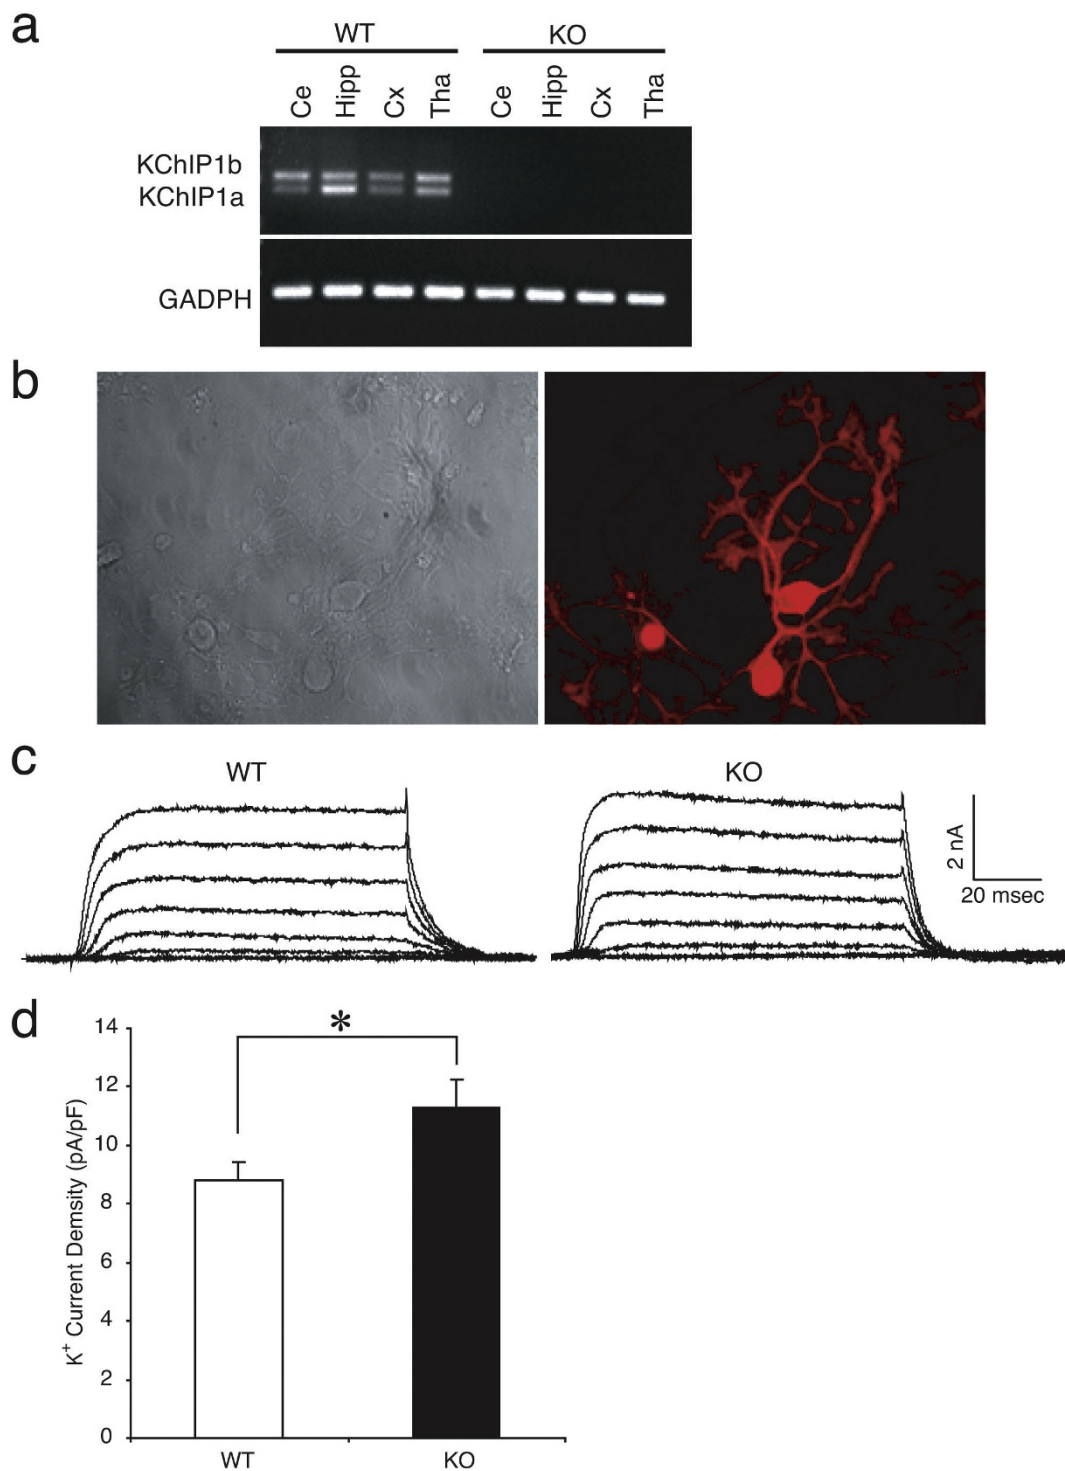 a
WT KO
Ce Hipp Cx Tha Ce Hipp Cx Tha
KChIP1b
KChIP1a
GADPH
b
c
WT KO
2 nA
20 msec
d
*
14
12
10
8
6
4
2
0
K⁺ Current Demsity (pA/pF)
WT KO